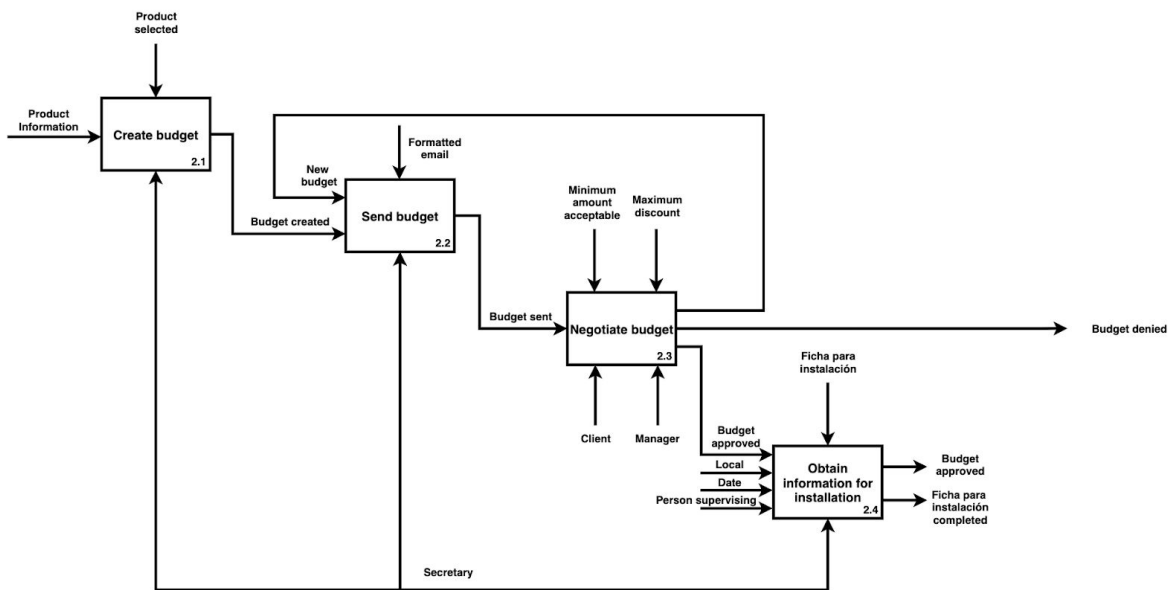 Product
selected
Product
Information
Create budget
2.1
Formatted
email
New
budget
Send budget
Budget created
2.2
Minimum
amount
acceptable
Maximum
discount
Budget sent
Negotiate budget
2.3
Budget denied
Ficha para
instalación
Client
Manager
Budget
approved
Local
Date
Person supervising
Obtain
information for
installation
2.4
Budget
approved
Ficha para
instalación
completed
Secretary